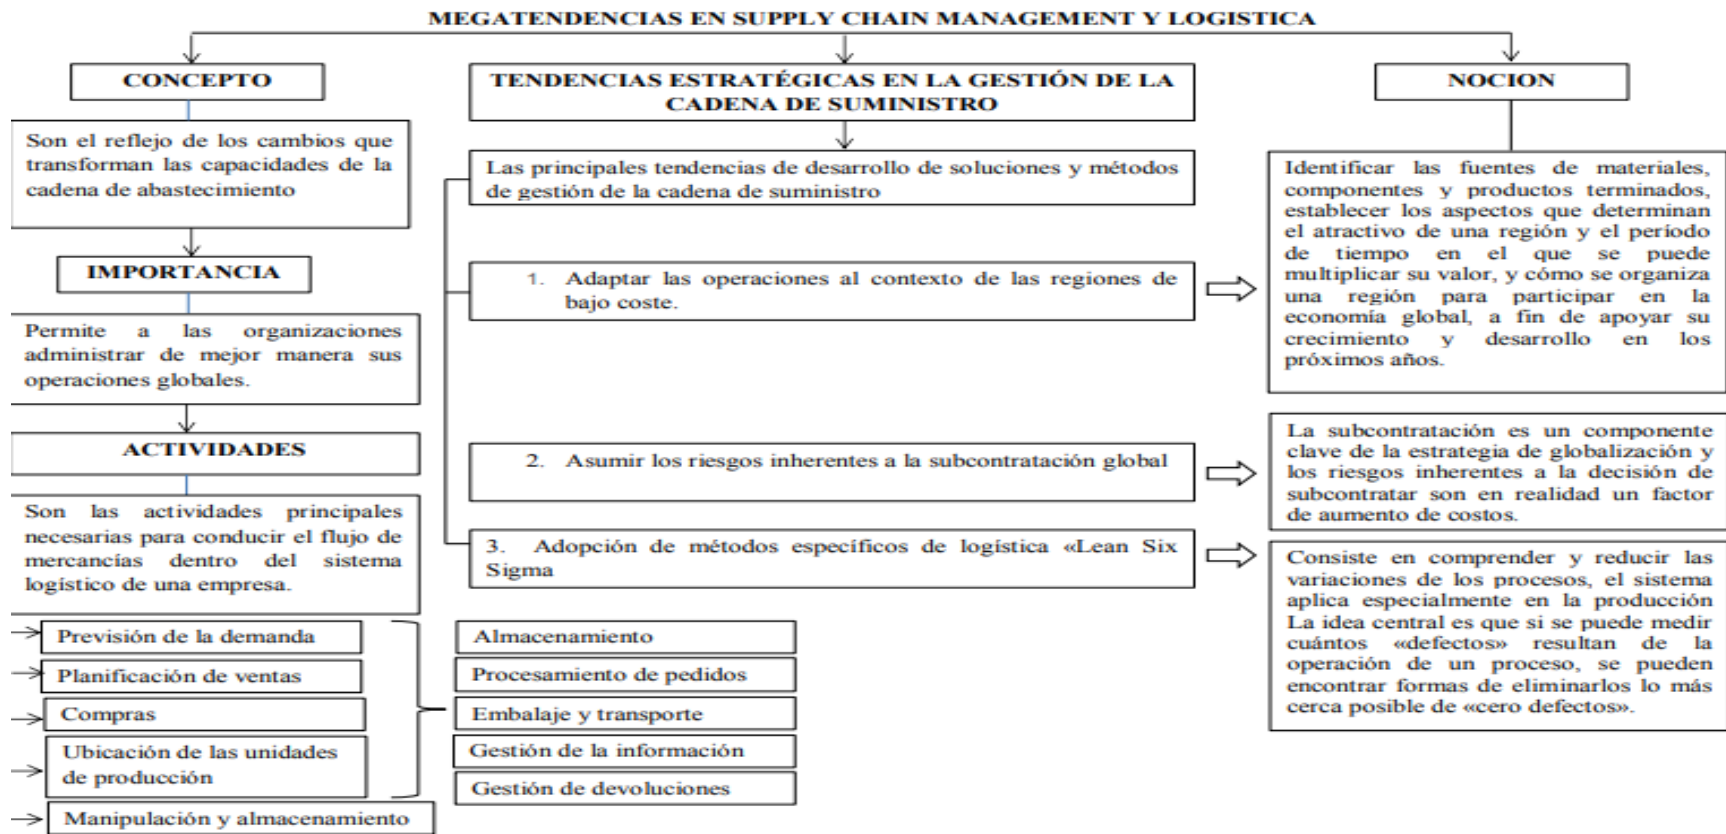 MEGATENDENCIAS EN SUPPLY CHAIN MANAGEMENT Y LOGISTICA
CONCEPTO
Son el reflejo de los cambios que
transforman las capacidades de la
cadena de abastecimiento
IMPORTANCIA
Permite a las organizaciones
administrar de mejor manera sus
operaciones globales.
ACTIVIDADES
Son las actividades principales
necesarias para conducir el flujo de
mercancías dentro del sistema
logístico de una empresa.
Previsión de la demanda
Planificación de ventas
Compras
Ubicación de las unidades
de producción
Manipulación y almacenamiento
Almacenamiento
Procesamiento de pedidos
Embalaje y transporte
Gestión de la información
Gestión de devoluciones
TENDENCIAS ESTRATÉGICAS EN LA GESTIÓN DE LA
CADENA DE SUMINISTRO
Las principales tendencias de desarrollo de soluciones y métodos
de gestión de la cadena de suministro
1. Adaptar las operaciones al contexto de las regiones de
bajo coste.
2. Asumir los riesgos inherentes a la subcontratación global
3. Adopción de métodos específicos de logística «Lean Six
Sigma
NOCION
Identificar las fuentes de materiales,
componentes y productos terminados,
establecer los aspectos que determinan
el atractivo de una región y el período
de tiempo en el que se puede
multiplicar su valor, y cómo se organiza
una región para participar en la
economía global, a fin de apoyar su
crecimiento y desarrollo en los
próximos años.
La subcontratación es un componente
clave de la estrategia de globalización y
los riesgos inherentes a la decisión de
subcontratar son en realidad un factor
de aumento de costos.
Consiste en comprender y reducir las
variaciones de los procesos, el sistema
aplica especialmente en la producción
La idea central es que si se puede medir
cuántos «defectos» resultan de la
operación de un proceso, se pueden
encontrar formas de eliminarlos lo más
cerca posible de «cero defectos».